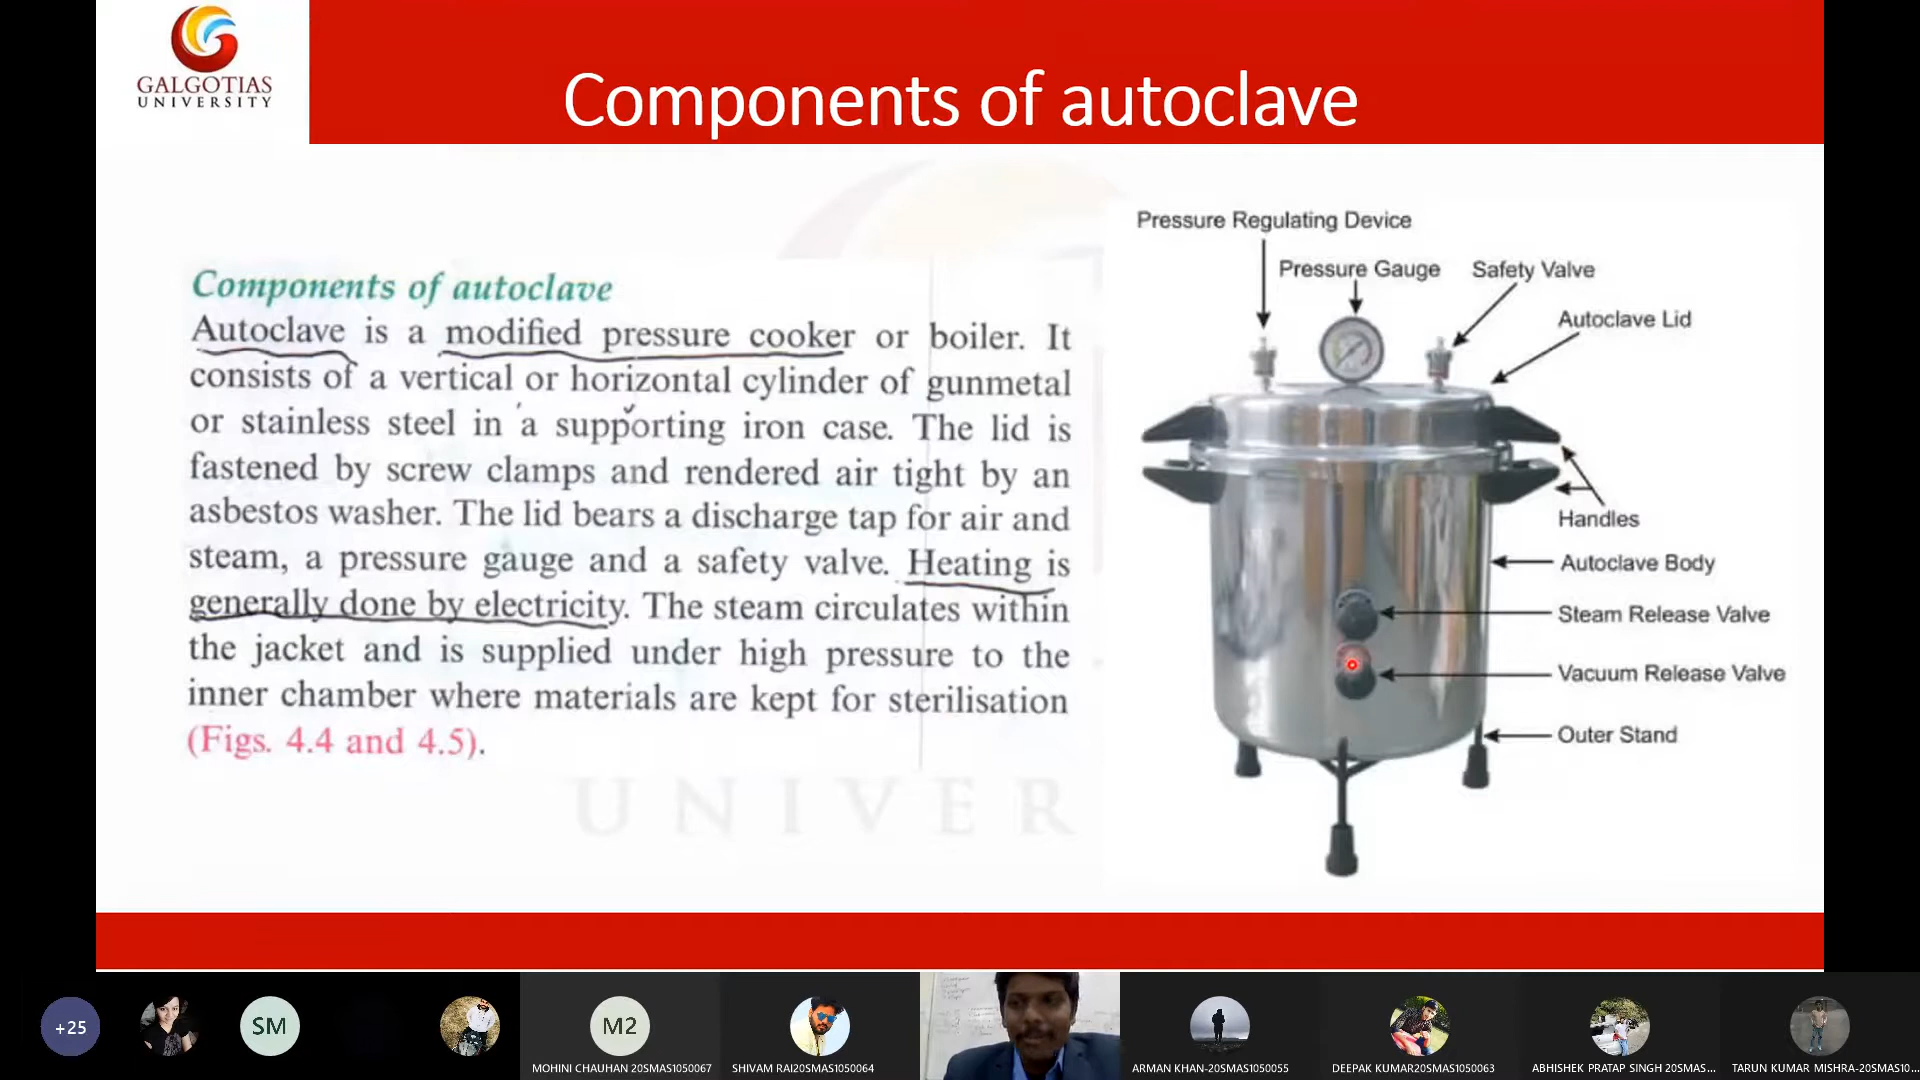 GALGOTIAS
UNIVERSITY
Components of autoclave
Components of autoclave
Autoclave is a modified pressure cooker or boiler. It
consists of a vertical or horizontal cylinder of gunmetal
or stainless steel in a supporting iron case. The lid is
fastened by screw clamps and rendered air tight by an
asbestos washer. The lid bears a discharge tap for air and
steam, a pressure gauge and a safety valve. Heating is
generally done by electricity. The steam circulates within
the jacket and is supplied under high pressure to the
inner chamber where materials are kept for sterilisation
(Figs. 4.4 and 4.5).
Pressure Regulating Device
Pressure Gauge
Safety Valve
Autoclave Lid
Handles
Autoclave Body
Steam Release Valve
Vacuum Release Valve
Outer Stand
UNIVER
+25
SM
M2
MOHINI CHAUHAN 20SMAS1050067
SHIVAM RAI20SMAS1050064
ARMAN KHAN-20SMAS1050055
DEEPAK KUMAR20SMAS1050063
ABHISHEK PRATAP SINGH 20SMAS...
TARUN KUMAR MISHRA-20SMAS10...